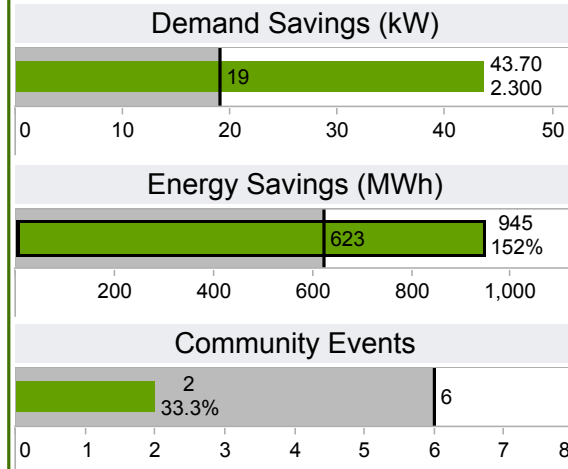 Demand Savings (kW)
19
43.70
2.300
0 10 20 30 40 50
Energy Savings (MWh)
623
945
152%
200 400 600 800 1,000
Community Events
2
33.3%
6
0 1 2 3 4 5 6 7 8